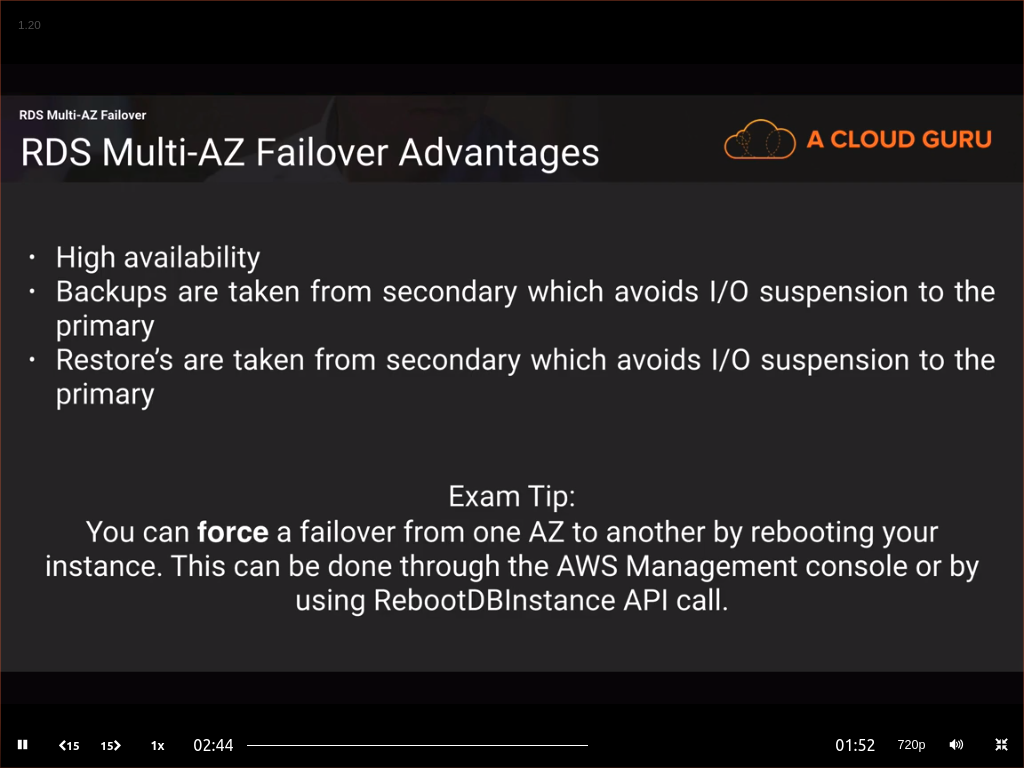 1.20
RDS Multi-AZ Failover
RDS Multi-AZ Failover Advantages
A CLOUD GURU
· High availability
· Backups are taken from secondary which avoids I/O suspension to the
primary
· Restore’s are taken from secondary which avoids I/O suspension to the
primary
Exam Tip:
You can force a failover from one AZ to another by rebooting your
instance. This can be done through the AWS Management console or by
using RebootDBInstance API call.
15 15 1x 02:44 01:52 720p